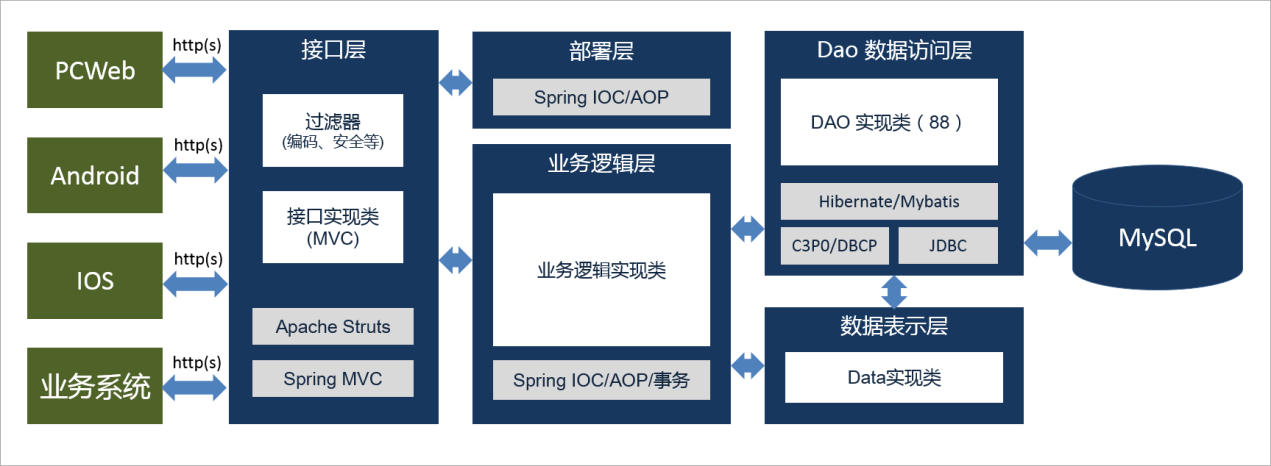 PCWeb
http(s)
Android
http(s)
IOS
http(s)
业务系统
http(s)
接口层
过滤器
(编码、安全等)
接口实现类
(MVC)
Apache Struts
Spring MVC
部署层
Spring IOC/AOP
业务逻辑层
业务逻辑实现类
Spring IOC/AOP/事务
Dao 数据访问层
DAO 实现类（88）
Hibernate/Mybatis
C3P0/DBCP
JDBC
数据表示层
Data实现类
MySQL